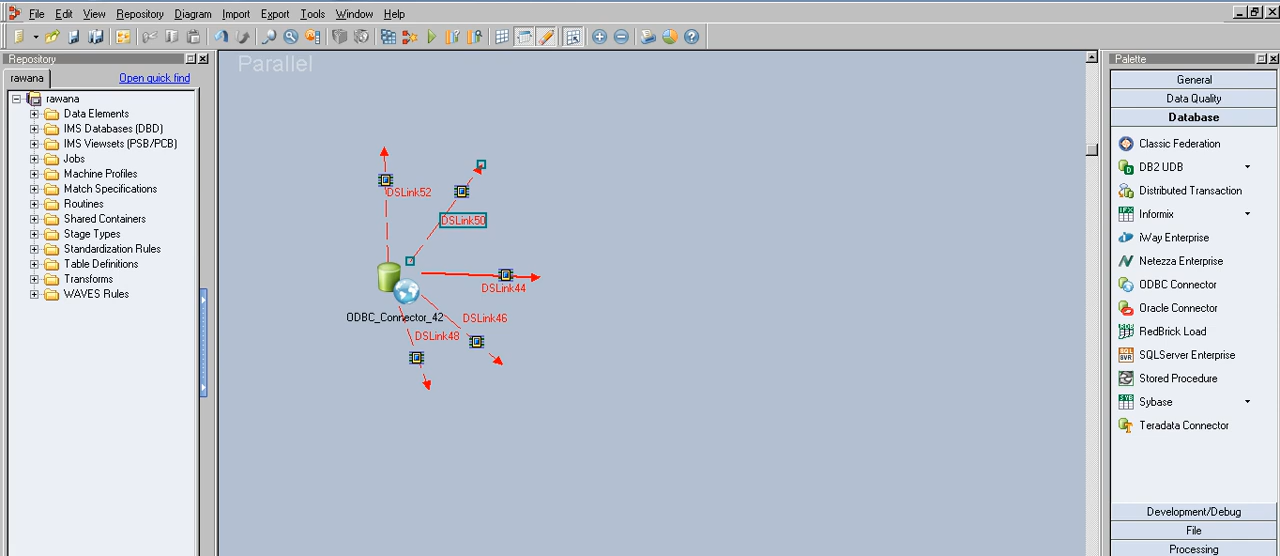 File Edit View Repository Diagram Import Export Tools Window Help
Repository
rawana Open quick find
rawana
Data Elements
IMS Databases (DBD)
IMS Viewsets (PSB/PCB)
Jobs
Machine Profiles
Match Specifications
Routines
Shared Containers
Stage Types
Standardization Rules
Table Definitions
Transforms
WAVES Rules
Parallel
DSLink52
DSLink50
DSLink44
ODBC_Connector_42
DSLink46
DSLink48
Palette
General
Data Quality
Database
Classic Federation
DB2 UDB
Distributed Transaction
Informix
iWay Enterprise
Netezza Enterprise
ODBC Connector
Oracle Connector
RedBrick Load
SQLServer Enterprise
Stored Procedure
Sybase
Teradata Connector
Development/Debug
File
Processing